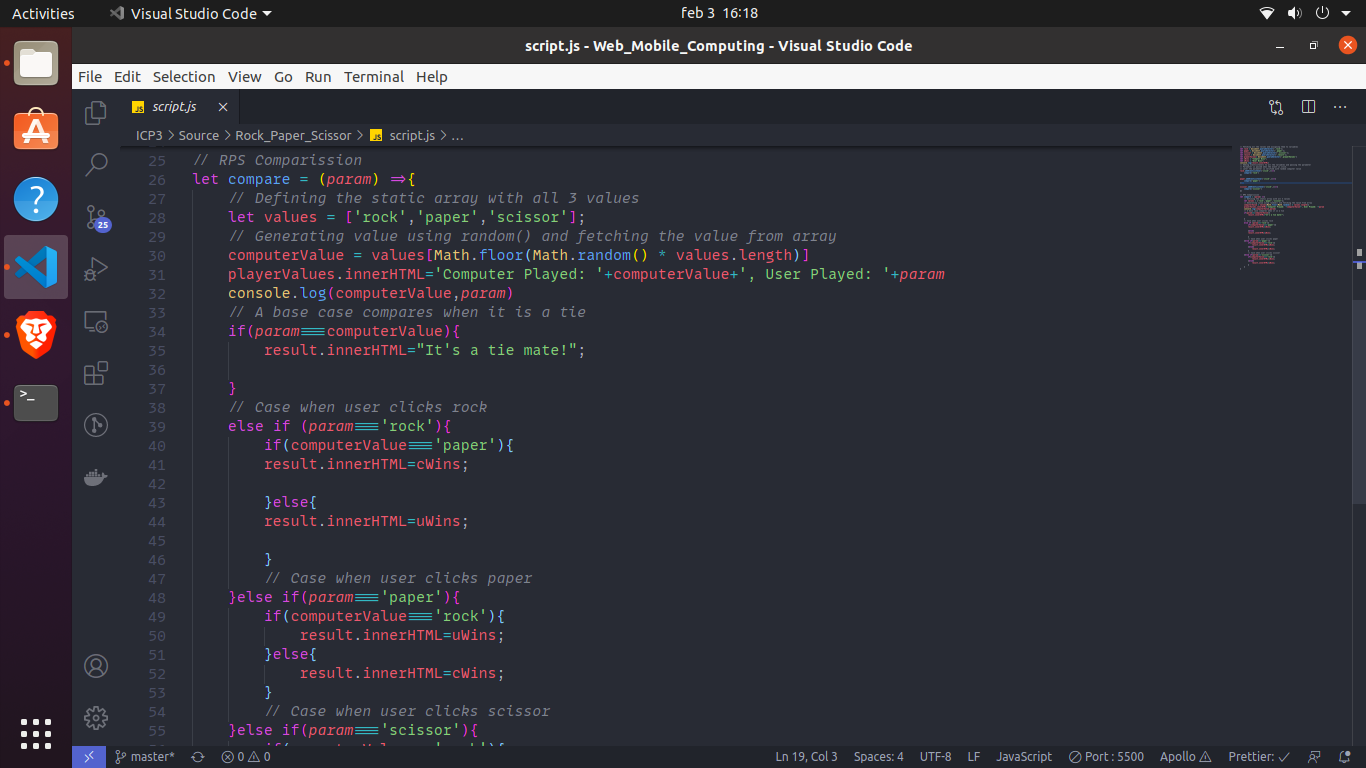 Activities
Visual Studio Code
feb 3 16:18
script.js - Web_Mobile_Computing - Visual Studio Code
File Edit Selection View Go Run Terminal Help
script.js
ICP3 > Source > Rock_Paper_Scissor > script.js > ...
25 // RPS Comparission
26 let compare = (param) =>{
27 // Defining the static array with all 3 values
28 let values = ['rock','paper','scissor'];
29 // Generating value using random() and fetching the value from array
30 computerValue = values[Math.floor(Math.random() * values.length)]
31 playerValues.innerHTML='Computer Played: '+computerValue+', User Played: '+param
32 console.log(computerValue,param)
33 // A base case compares when it is a tie
34 if(param===computerValue){
35 result.innerHTML="It's a tie mate!";
36
37 }
38 // Case when user clicks rock
39 else if (param==='rock'){
40 if(computerValue==='paper'){
41 result.innerHTML=cWins;
42
43 }else{
44 result.innerHTML=uWins;
45
46 }
47 // Case when user clicks paper
48 }else if(param==='paper'){
49 if(computerValue==='rock'){
50 result.innerHTML=uWins;
51 }else{
52 result.innerHTML=cWins;
53 }
54 // Case when user clicks scissor
55 }else if(param==='scissor'){
25
master* 0 0 Ln 19, Col 3 Spaces: 4 UTF-8 LF JavaScript Port : 5500 Apollo Prettier: ✓